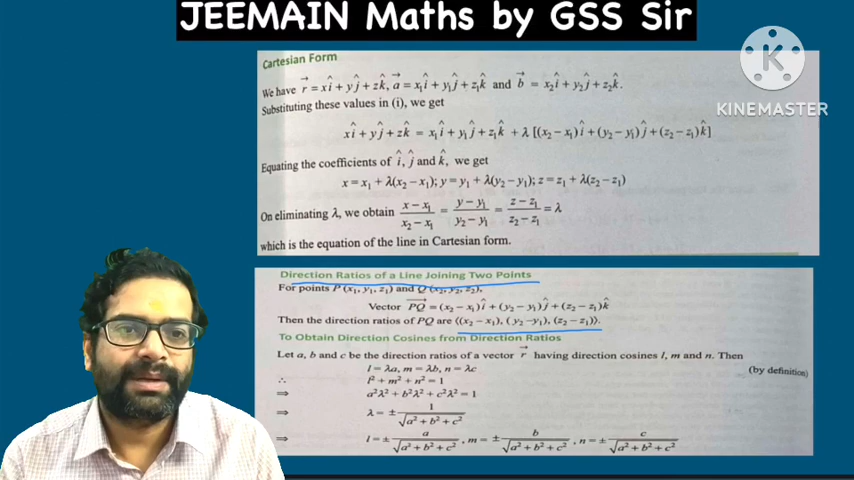 JEEMAIN Maths by GSS Sir
KINEMASTER
Cartesian Form
We have r⃗ = xî + yĵ + zk̂, a⃗ = x₁î + y₁ĵ + z₁k̂ and b⃗ = x₂î + y₂ĵ + z₂k̂.
Substituting these values in (i), we get
xî + yĵ + zk̂ = x₁î + y₁ĵ + z₁k̂ + λ [(x₂ – x₁)î + (y₂ – y₁)ĵ + (z₂ – z₁)k̂]
Equating the coefficients of î, ĵ and k̂, we get
x = x₁ + λ(x₂ – x₁); y = y₁ + λ(y₂ – y₁); z = z₁ + λ(z₂ – z₁)
On eliminating λ, we obtain (x – x₁)/(x₂ – x₁) = (y – y₁)/(y₂ – y₁) = (z – z₁)/(z₂ – z₁) = λ
which is the equation of the line in Cartesian form.
Direction Ratios of a Line Joining Two Points
For points P (x₁, y₁, z₁) and Q (x₂, y₂, z₂),
Vector PQ⃗ = (x₂ – x₁)î + (y₂ – y₁)ĵ + (z₂ – z₁)k̂
Then the direction ratios of PQ are ⟨(x₂ – x₁), (y₂ – y₁), (z₂ – z₁)⟩.
To Obtain Direction Cosines from Direction Ratios
Let a, b and c be the direction ratios of a vector r⃗ having direction cosines l, m and n. Then
l = λa, m = λb, n = λc (by definition)
∴ l² + m² + n² = 1
⇒ a²λ² + b²λ² + c²λ² = 1
⇒ λ = ± 1/√(a² + b² + c²)
⇒ l = ± a/√(a² + b² + c²), m = ± b/√(a² + b² + c²), n = ± c/√(a² + b² + c²)